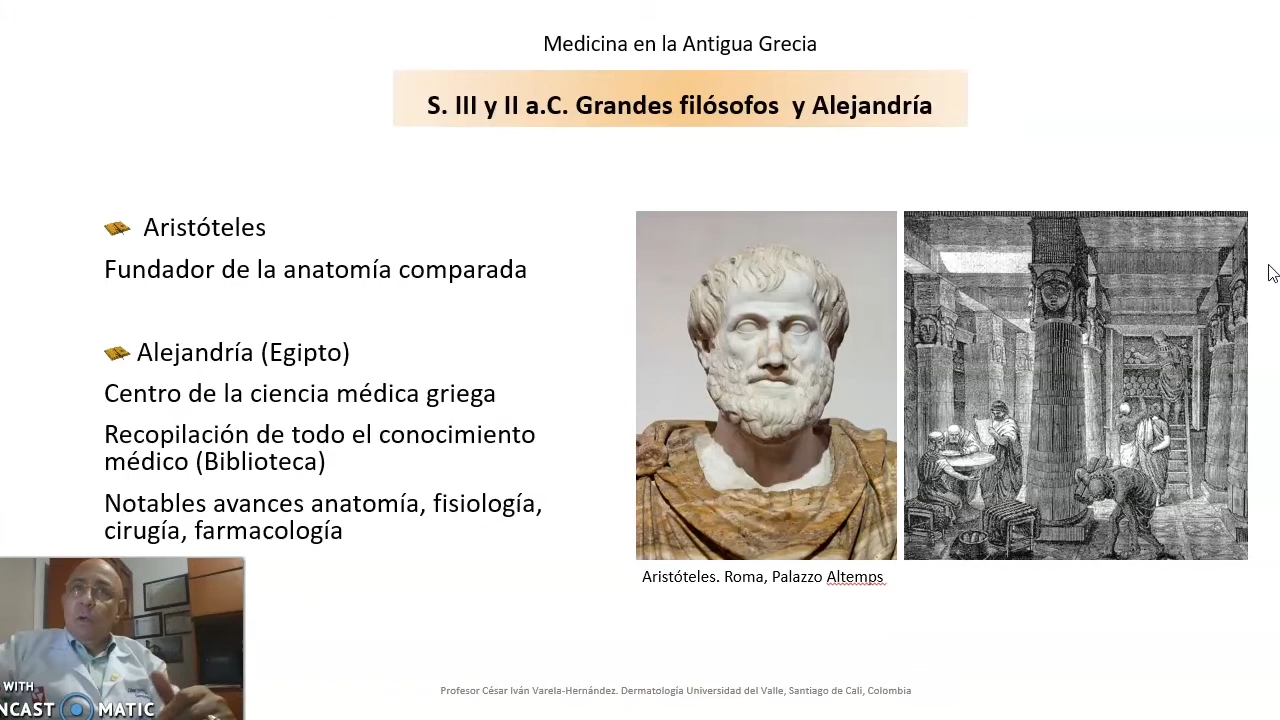 Medicina en la Antigua Grecia
S. III y II a.C. Grandes filósofos y Alejandría
Aristóteles
Fundador de la anatomía comparada
Alejandría (Egipto)
Centro de la ciencia médica griega
Recopilación de todo el conocimiento
médico (Biblioteca)
Notables avances anatomía, fisiología,
cirugía, farmacología
Aristóteles. Roma, Palazzo Altemps
WITH
NCAST MATIC
Profesor César Iván Varela-Hernández. Dermatología Universidad del Valle, Santiago de Cali, Colombia